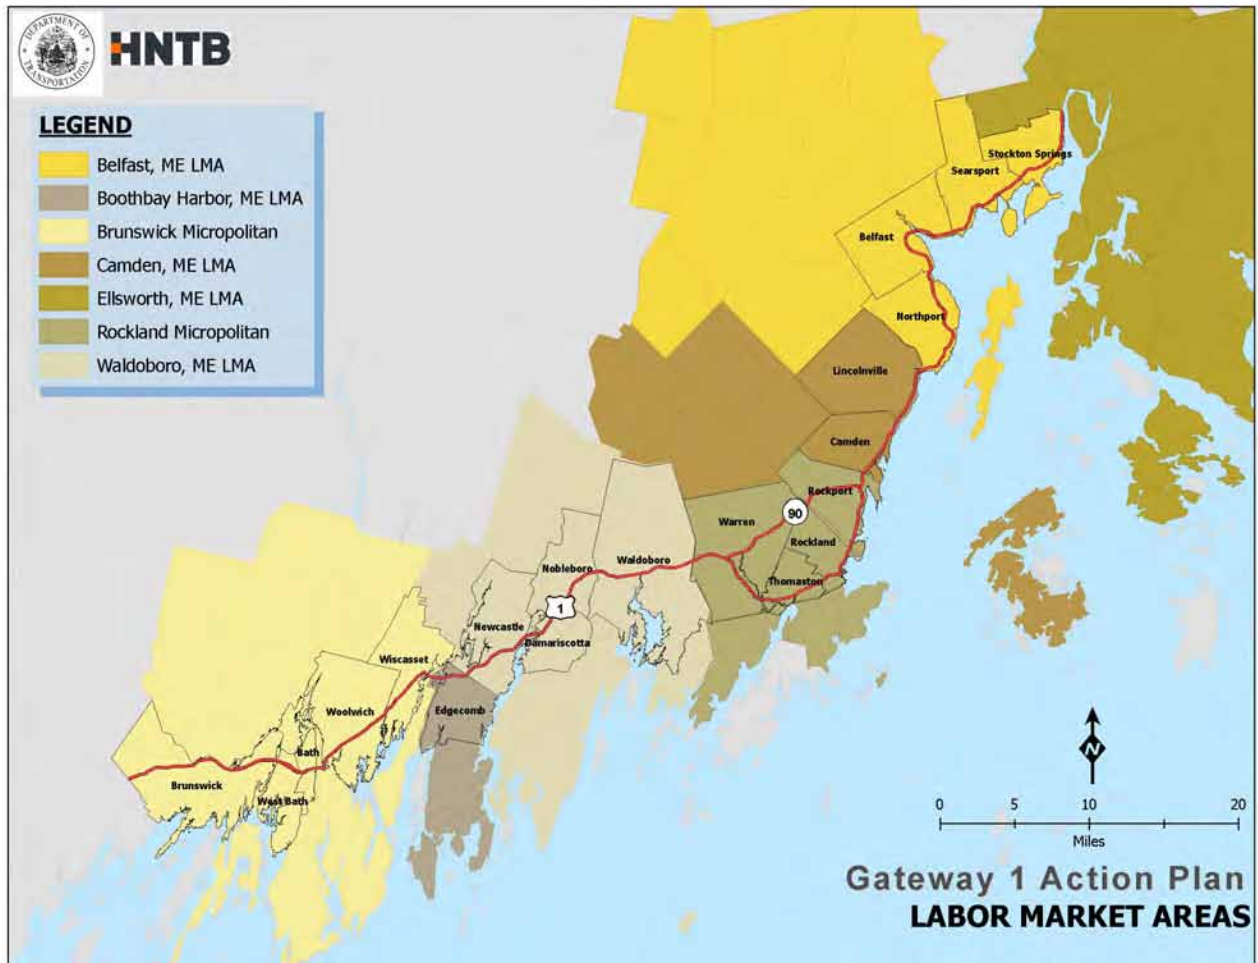 DEPARTMENT OF
TRANSPORTATION
HNTB
LEGEND
Belfast, ME LMA
Boothbay Harbor, ME LMA
Brunswick Micropolitan
Camden, ME LMA
Ellsworth, ME LMA
Rockland Micropolitan
Waldoboro, ME LMA
Stockton Springs
Searsport
Belfast
Northport
Lincolnville
Camden
Rockport
90
Warren
Rockland
Waldoboro
Nobleboro
Thomaston
1
Newcastle
Damariscotta
Wiscasset
Edgecomb
Woolwich
Bath
Brunswick
West Bath
N
0 5 10 20
Miles
Gateway 1 Action Plan
LABOR MARKET AREAS